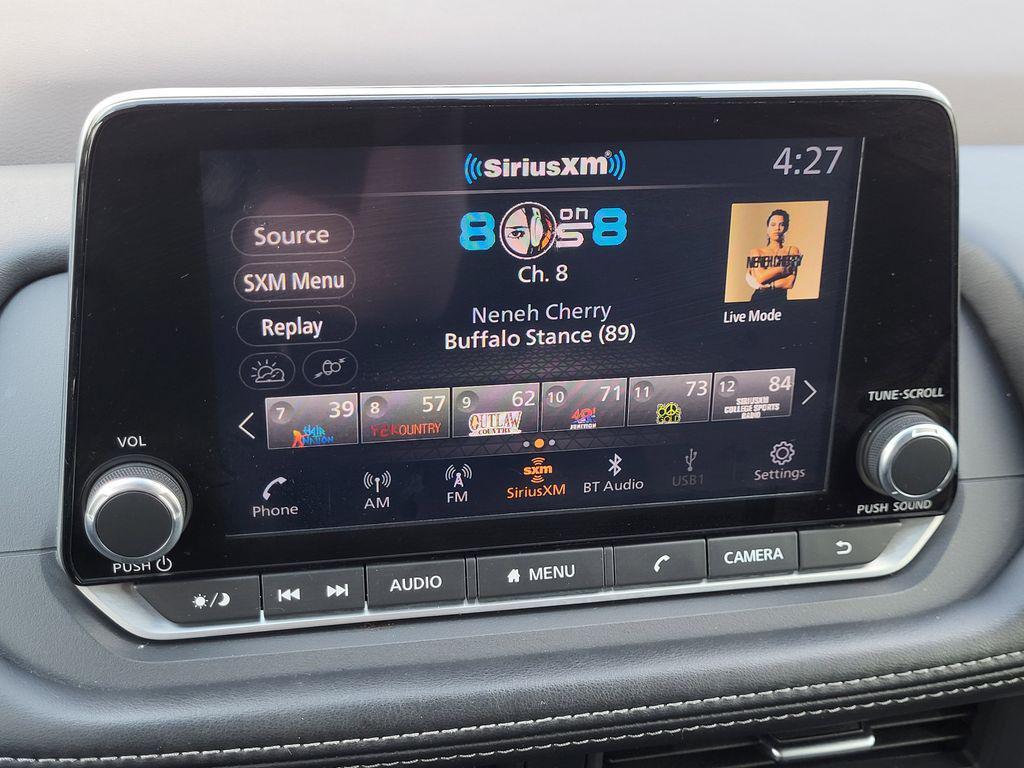 SiriusXM®
4:27
Source
SXM Menu
Replay
80s on 8
Ch. 8
Neneh Cherry
Buffalo Stance (89)
NENEH CHERRY
Live Mode
7 39
HAIR NATION
8 57
Y2KOUNTRY
9 62
OUTLAW COUNTRY
10 71
11 73
12 84
SIRIUSXM
COLLEGE SPORTS
RADIO
Phone
AM
FM
sxm
SiriusXM
BT Audio
USB1
Settings
VOL
PUSH
TUNE·SCROLL
PUSH SOUND
AUDIO
MENU
CAMERA